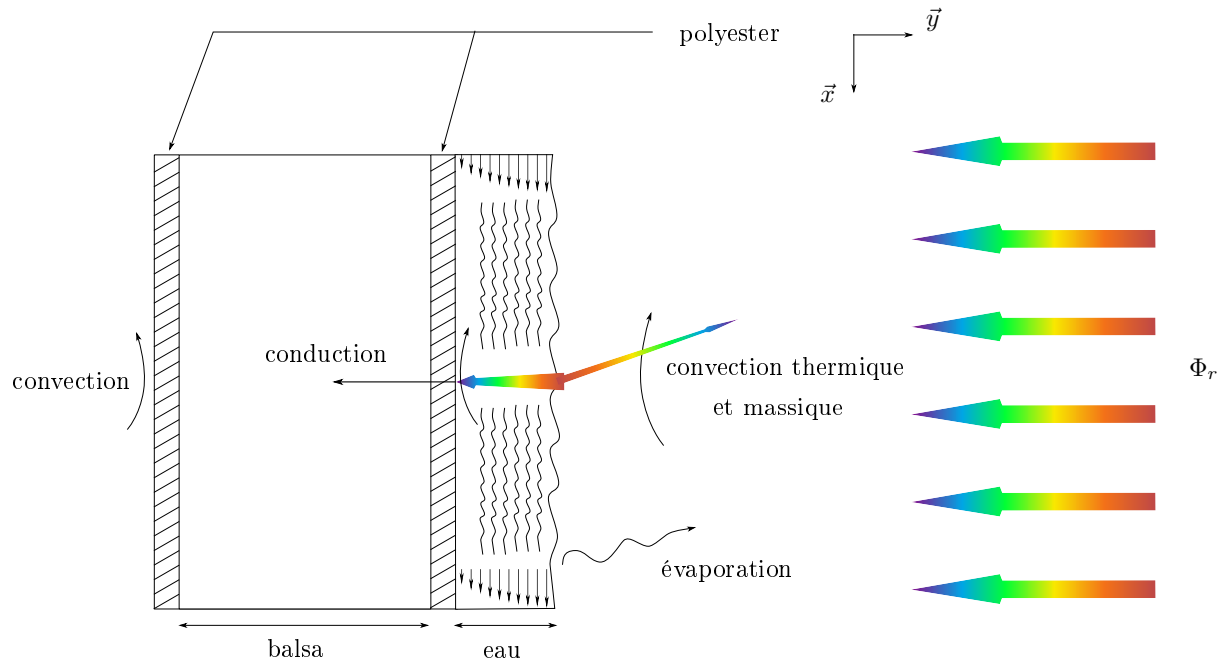 polyester
y
x
conduction
convection
convection thermique
et massique
Φr
évaporation
balsa
eau